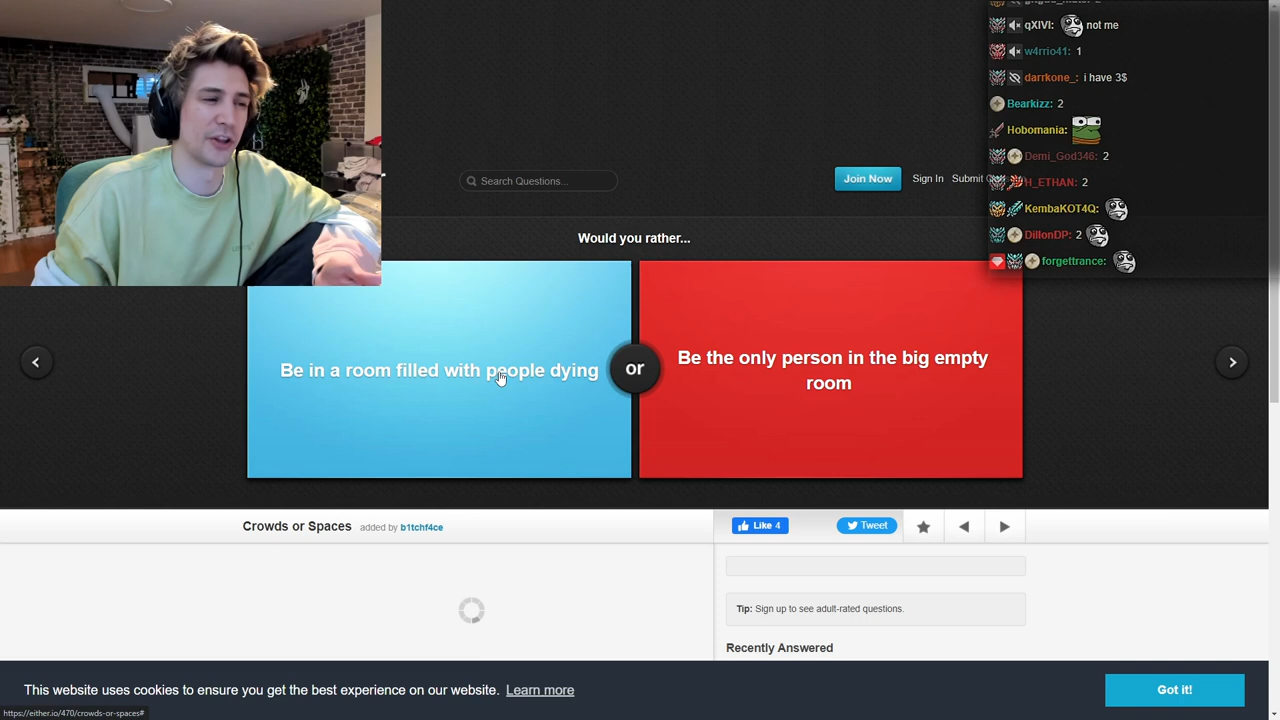 qXIVI: not me
w4rrio41: 1
darrkone_: i have 3$
Bearkizz: 2
Hobomania:
Demi_God346: 2
H_ETHAN: 2
KembaKOT4Q:
DillonDP: 2
forgettrance:
Search Questions...
Join Now Sign In Submit
Would you rather...
Be in a room filled with people dying
or
Be the only person in the big empty
room
Crowds or Spaces added by b1tchf4ce
Like 4
Tweet
Tip: Sign up to see adult-rated questions.
Recently Answered
This website uses cookies to ensure you get the best experience on our website. Learn more
Got it!
https://either.io/470/crowds-or-spaces#